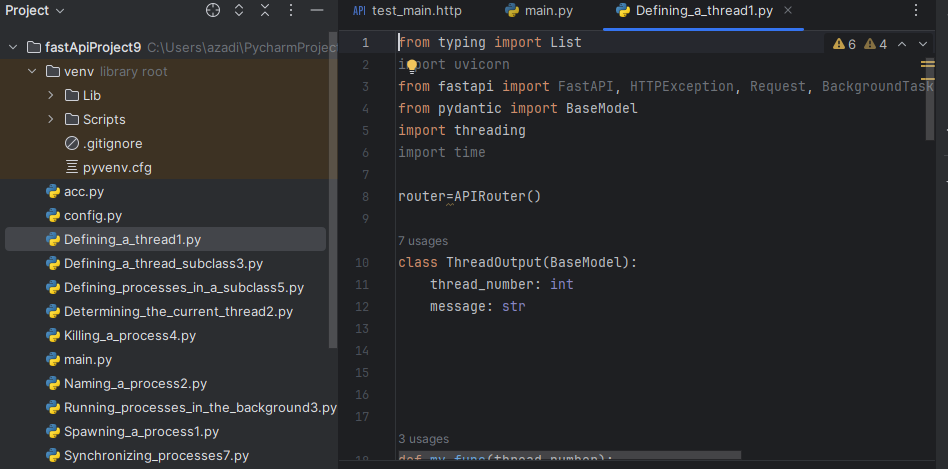 Project
fastApiProject9 C:\Users\azadi\PycharmProjec
venv library root
Lib
Scripts
.gitignore
pyvenv.cfg
acc.py
config.py
Defining_a_thread1.py
Defining_a_thread_subclass3.py
Defining_processes_in_a_subclass5.py
Determining_the_current_thread2.py
Killing_a_process4.py
main.py
Naming_a_process2.py
Running_processes_in_the_background3.py
Spawning_a_process1.py
Synchronizing_processes7.py
API test_main.http
main.py
Defining_a_thread1.py
6 4
1 from typing import List
2 import uvicorn
3 from fastapi import FastAPI, HTTPException, Request, BackgroundTask
4 from pydantic import BaseModel
5 import threading
6 import time
7
8 router=APIRouter()
9
7 usages
10 class ThreadOutput(BaseModel):
11 thread_number: int
12 message: str
13
14
15
16
17
3 usages
18 def my_func(thread_number):